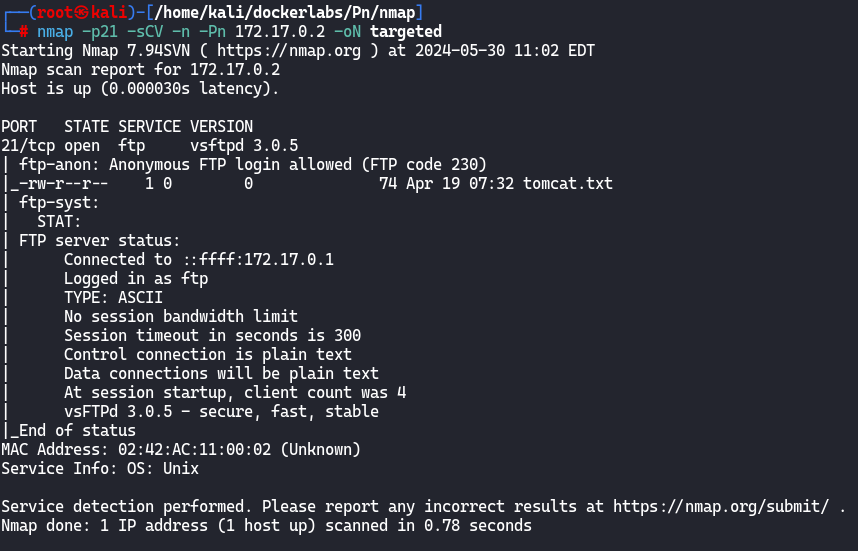 ┌──(root㉿kali)-[/home/kali/dockerlabs/Pn/nmap]
└─# nmap -p21 -sCV -n -Pn 172.17.0.2 -oN targeted
Starting Nmap 7.94SVN ( https://nmap.org ) at 2024-05-30 11:02 EDT
Nmap scan report for 172.17.0.2
Host is up (0.000030s latency).

PORT   STATE SERVICE VERSION
21/tcp open  ftp     vsftpd 3.0.5
| ftp-anon: Anonymous FTP login allowed (FTP code 230)
|_-rw-r--r--    1 0        0              74 Apr 19 07:32 tomcat.txt
| ftp-syst:
|   STAT:
| FTP server status:
|      Connected to ::ffff:172.17.0.1
|      Logged in as ftp
|      TYPE: ASCII
|      No session bandwidth limit
|      Session timeout in seconds is 300
|      Control connection is plain text
|      Data connections will be plain text
|      At session startup, client count was 4
|      vsFTPd 3.0.5 - secure, fast, stable
|_End of status
MAC Address: 02:42:AC:11:00:02 (Unknown)
Service Info: OS: Unix

Service detection performed. Please report any incorrect results at https://nmap.org/submit/ .
Nmap done: 1 IP address (1 host up) scanned in 0.78 seconds